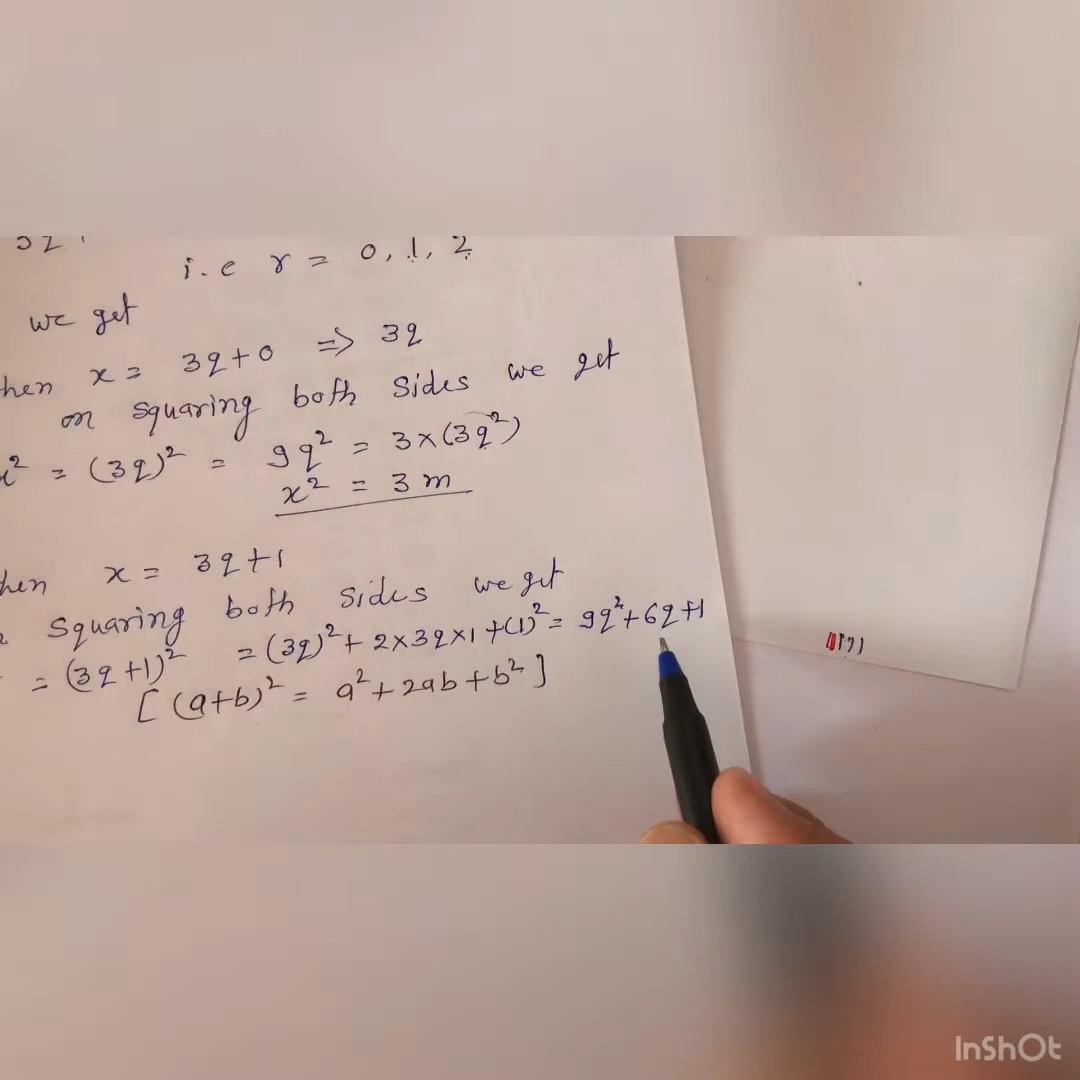 i.e r = 0, 1, 2
we get
x = 3q+0 => 3q
on squaring both sides we get
= (3q)² = 9q² = 3×(3q²)
x² = 3m
x = 3q+1
squaring both sides we get
= (3q+1)² = (3q)² + 2×3q×1 + (1)² = 9q²+6q+1
[ (a+b)² = a²+2ab+b² ]
InShOt